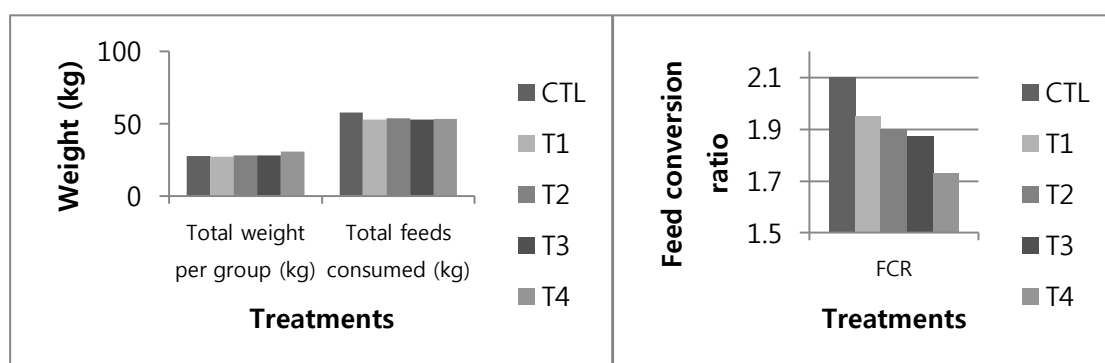 Weight (kg)
100
50
0
Total weight
per group (kg)
Total feeds
consumed (kg)
Treatments
CTL
T1
T2
T3
T4
Feed conversion
ratio
2.1
1.9
1.7
1.5
FCR
Treatments
CTL
T1
T2
T3
T4